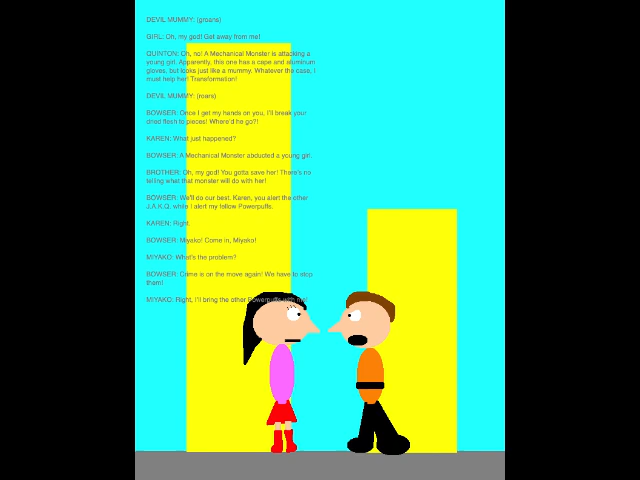 DEVIL MUMMY: (groans)
GIRL: Oh, my god! Get away from me!
QUINTON: Oh, no! A Mechanical Monster is attacking a
young girl. Apparently, this one has a cape and aluminum
gloves, but looks just like a mummy. Whatever the case, I
must help her! Transformation!
DEVIL MUMMY: (roars)
BOWSER: Once I get my hands on you, I'll break your
dried flesh to pieces! Where'd he go?!
KAREN: What just happened?
BOWSER: A Mechanical Monster abducted a young girl.
BROTHER: Oh, my god! You gotta save her! There's no
telling what that monster will do with her!
BOWSER: We'll do our best. Karen, you alert the other
J.A.K.Q. while I alert my fellow Powerpuffs.
KAREN: Right.
BOWSER: Miyako! Come in, Miyako!
MIYAKO: What's the problem?
BOWSER: Crime is on the move again! We have to stop
them!
MIYAKO: Right, I'll bring the other Powerpuffs with me!